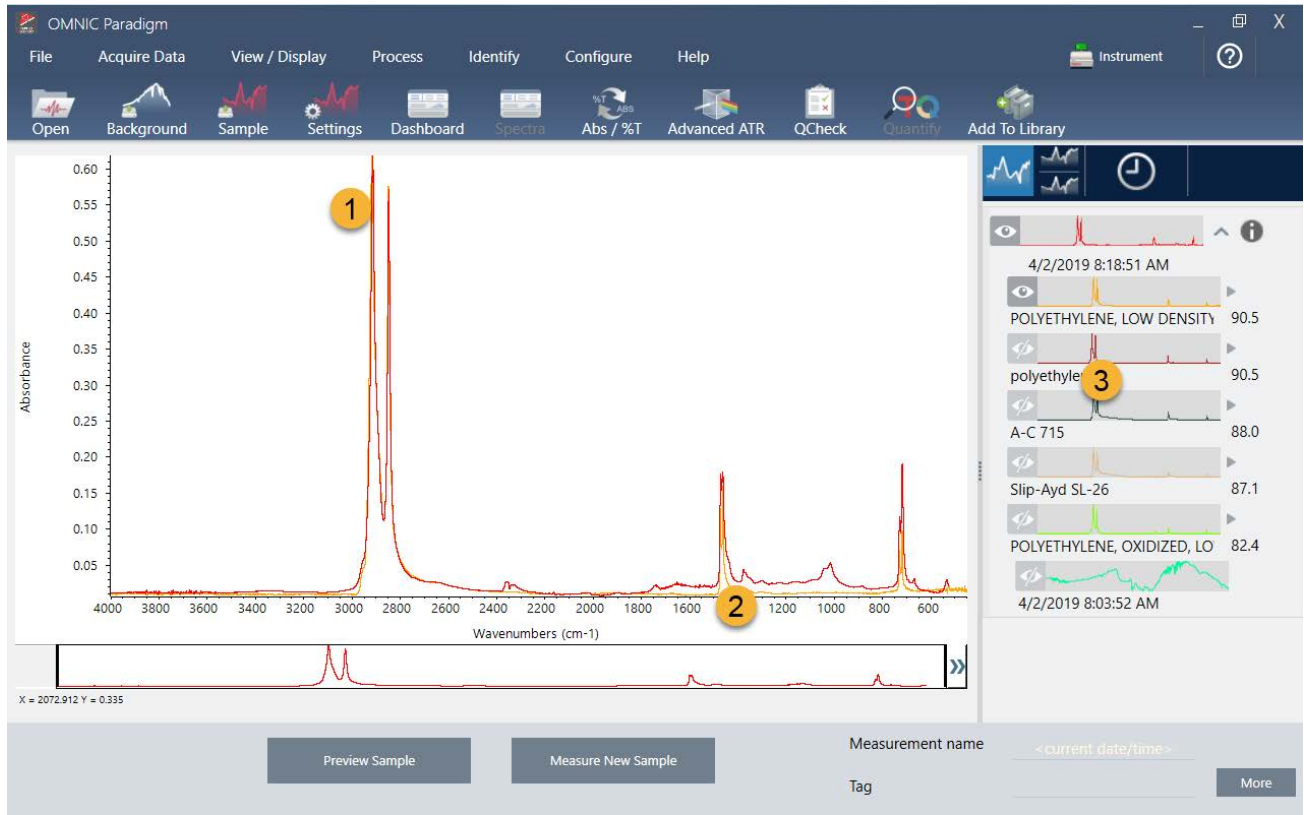 OMNIC Paradigm
X
File Acquire Data View / Display Process Identify Configure Help Instrument ?
%T ABS
Open Background Sample Settings Dashboard Spectra Abs / %T Advanced ATR QCheck Quantify Add To Library
0.60
0.55
0.50
0.45
0.40
0.35
0.30
0.25
0.20
0.15
0.10
0.05
Absorbance
1
2
3
4000 3800 3600 3400 3200 3000 2800 2600 2400 2200 2000 1800 1600 1200 1000 800 600
Wavenumbers (cm-1)
X = 2072.912 Y = 0.335
4/2/2019 8:18:51 AM
POLYETHYLENE, LOW DENSITY 90.5
90.5
A-C 715 88.0
Slip-Ayd SL-26 87.1
POLYETHYLENE, OXIDIZED, LO 82.4
4/2/2019 8:03:52 AM
Preview Sample
Measure New Sample
Measurement name <current date/time>
Tag
More